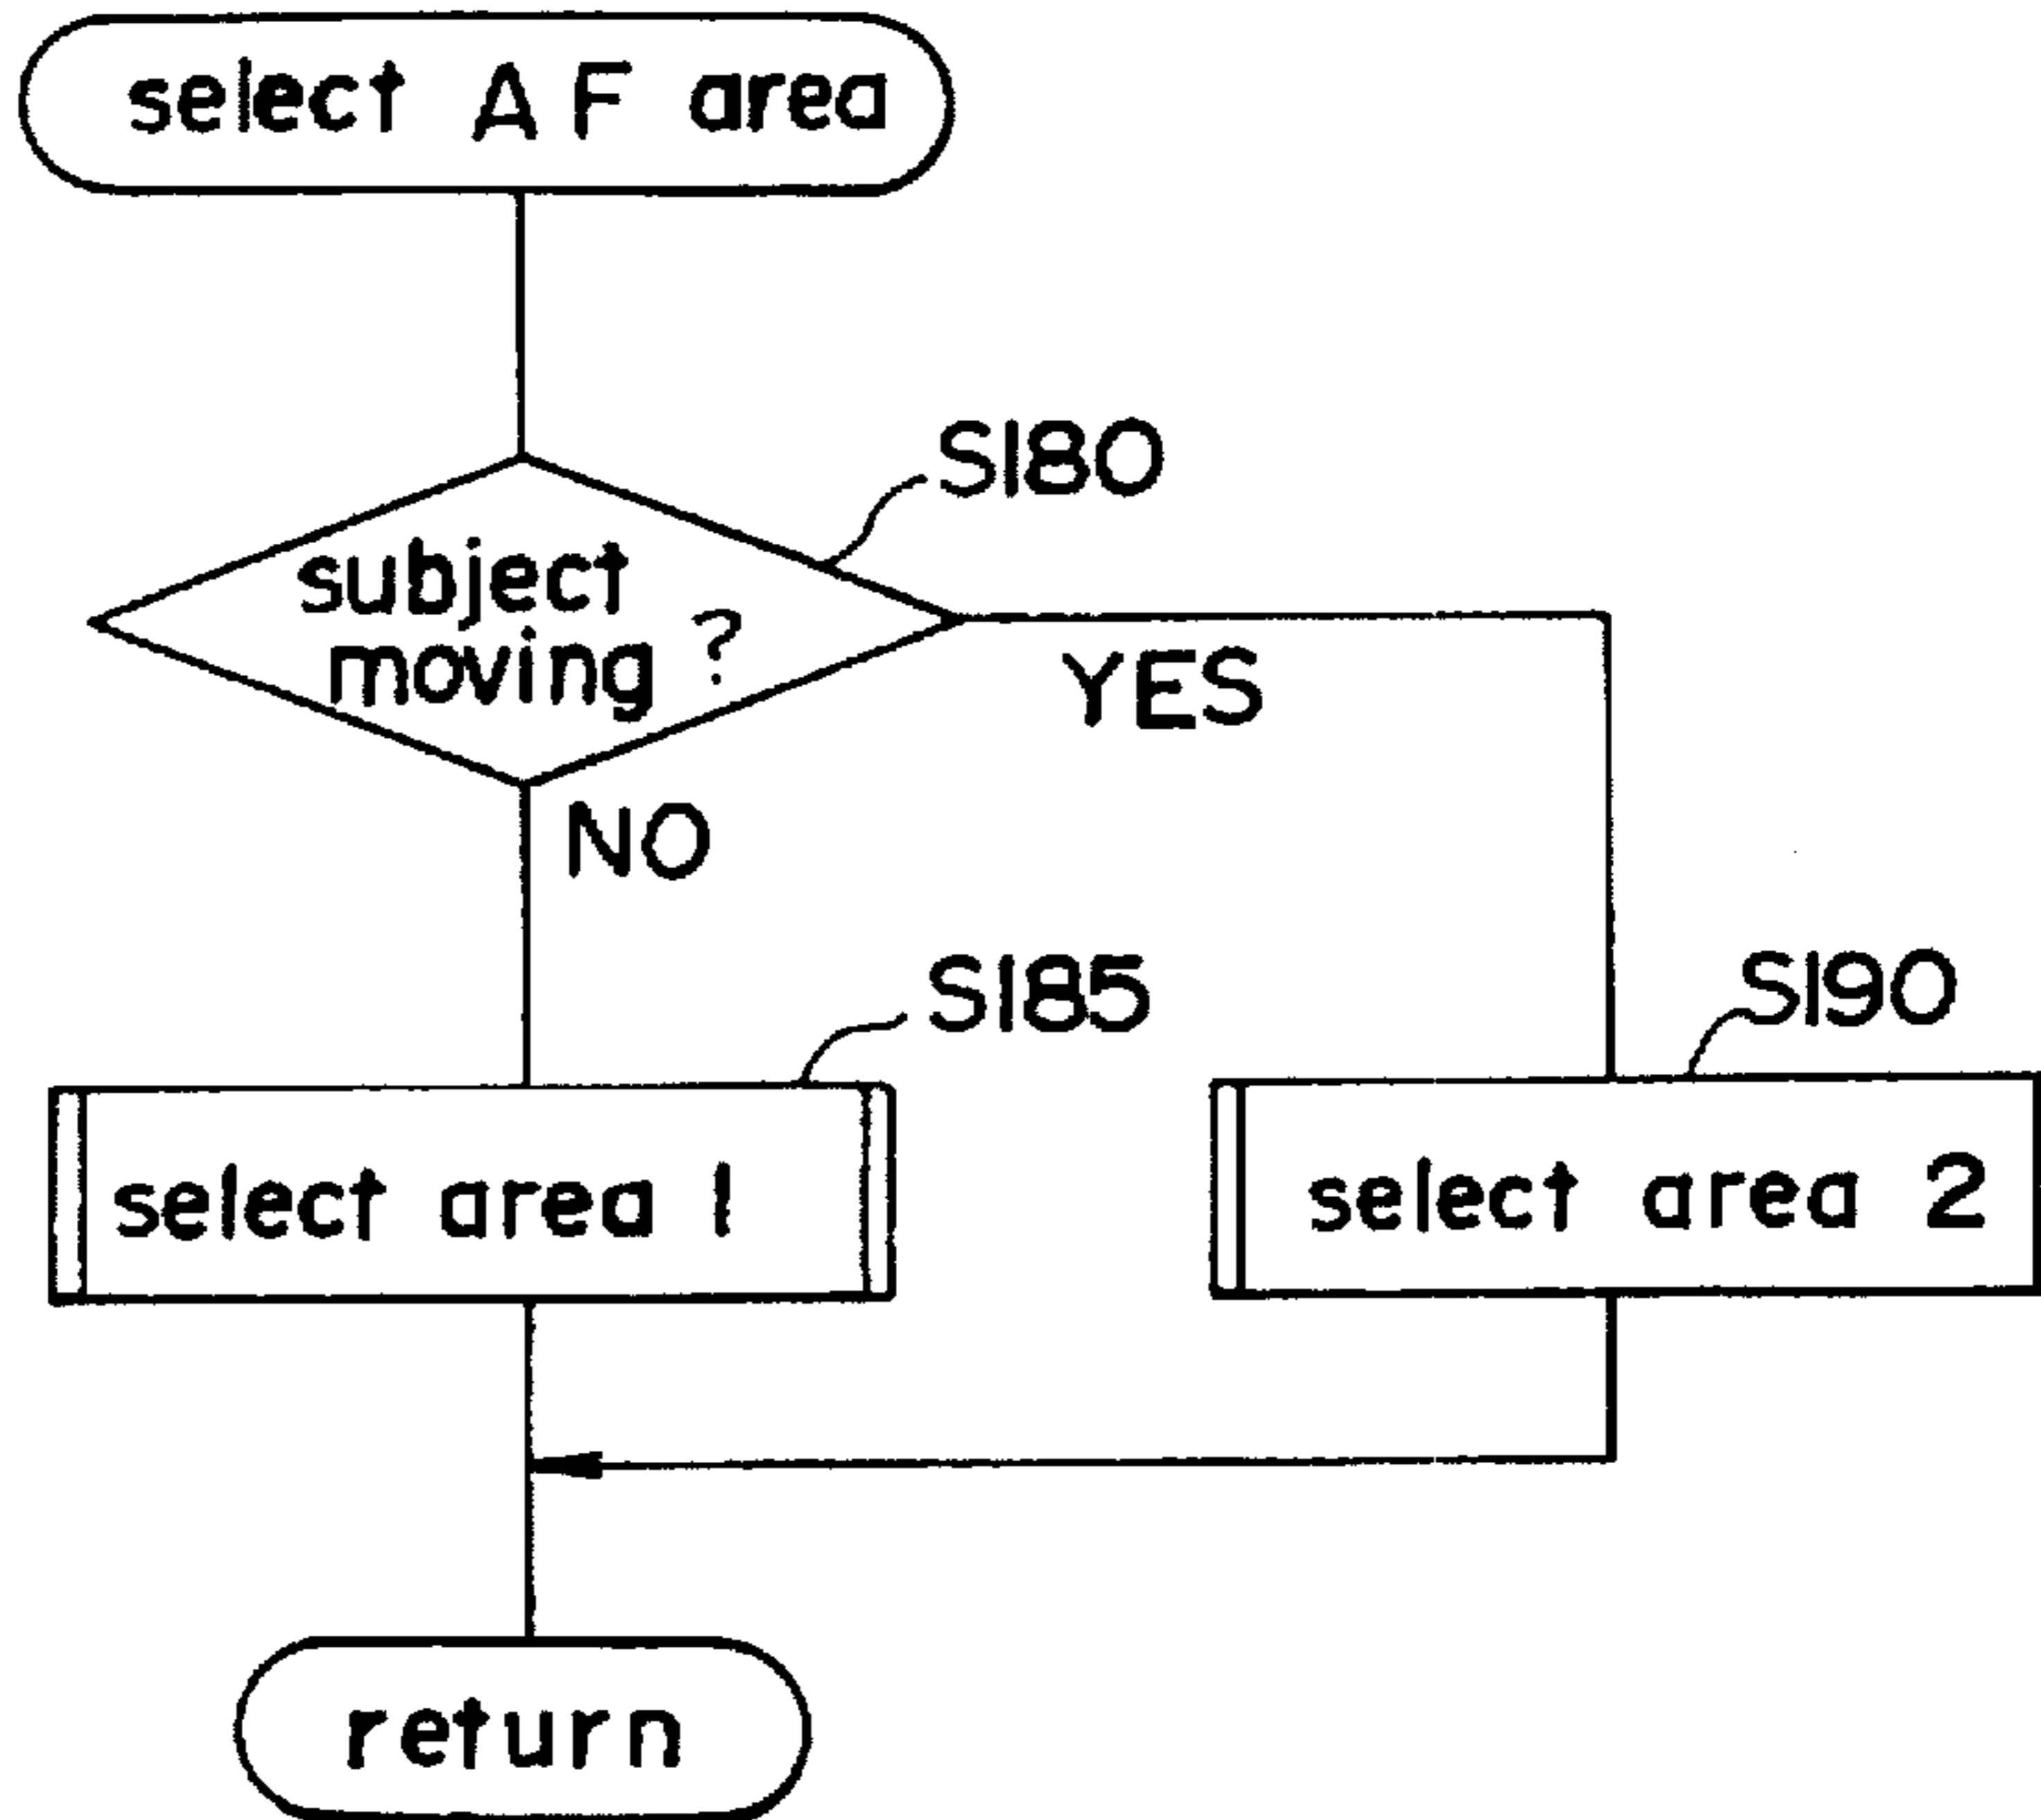 select AF area
S180
subject
moving ?
YES
NO
S185
S190
select area 1
select area 2
return